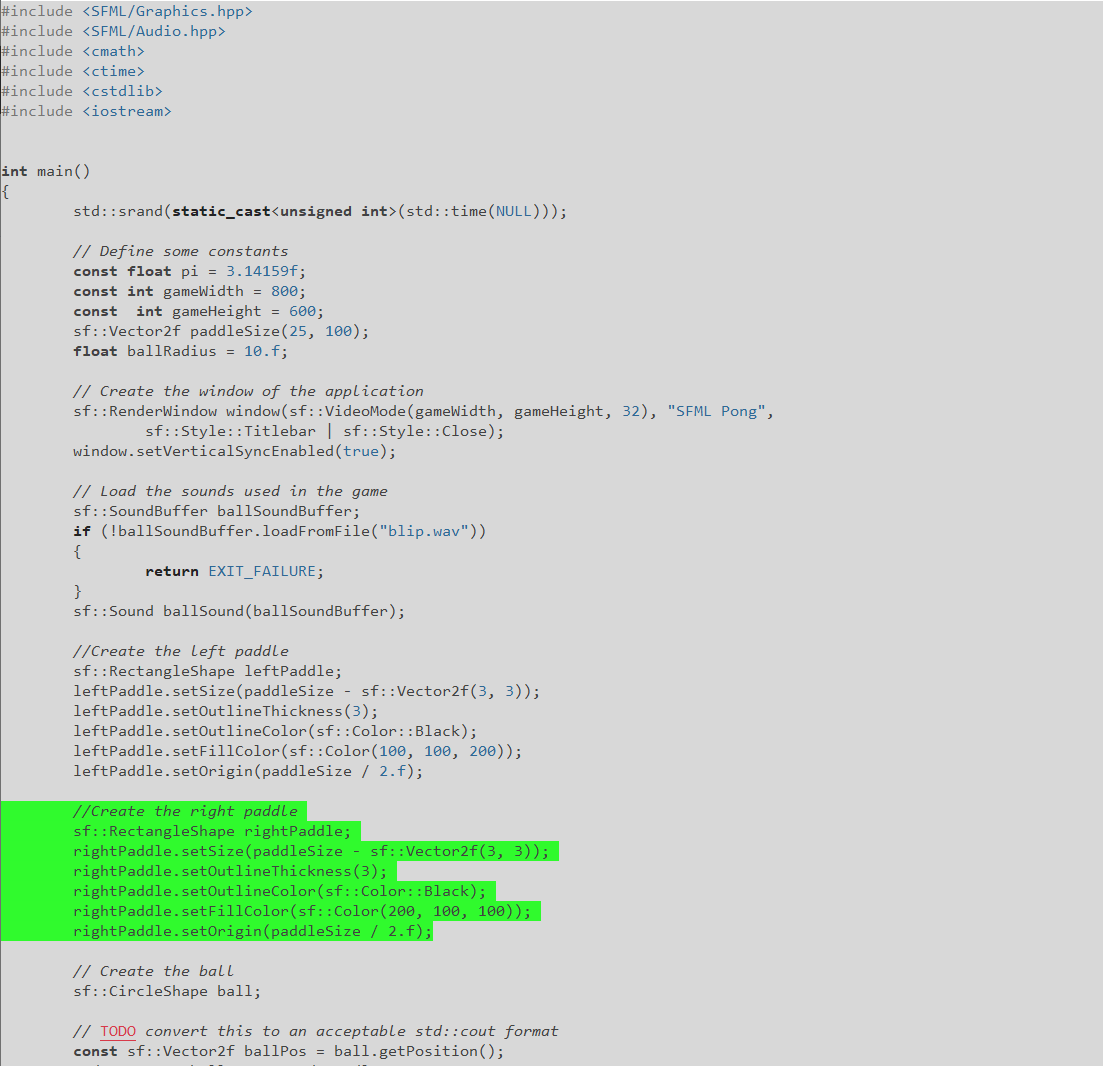 #include <SFML/Graphics.hpp>
#include <SFML/Audio.hpp>
#include <cmath>
#include <ctime>
#include <cstdlib>
#include <iostream>
int main()
{
std::srand(static_cast<unsigned int>(std::time(NULL)));
// Define some constants
const float pi = 3.14159f;
const int gameWidth = 800;
const  int gameHeight = 600;
sf::Vector2f paddleSize(25, 100);
float ballRadius = 10.f;
// Create the window of the application
sf::RenderWindow window(sf::VideoMode(gameWidth, gameHeight, 32), "SFML Pong",
sf::Style::Titlebar | sf::Style::Close);
window.setVerticalSyncEnabled(true);
// Load the sounds used in the game
sf::SoundBuffer ballSoundBuffer;
if (!ballSoundBuffer.loadFromFile("blip.wav"))
{
return EXIT_FAILURE;
}
sf::Sound ballSound(ballSoundBuffer);
//Create the left paddle
sf::RectangleShape leftPaddle;
leftPaddle.setSize(paddleSize - sf::Vector2f(3, 3));
leftPaddle.setOutlineThickness(3);
leftPaddle.setOutlineColor(sf::Color::Black);
leftPaddle.setFillColor(sf::Color(100, 100, 200));
leftPaddle.setOrigin(paddleSize / 2.f);
//Create the right paddle
sf::RectangleShape rightPaddle;
rightPaddle.setSize(paddleSize - sf::Vector2f(3, 3));
rightPaddle.setOutlineThickness(3);
rightPaddle.setOutlineColor(sf::Color::Black);
rightPaddle.setFillColor(sf::Color(200, 100, 100));
rightPaddle.setOrigin(paddleSize / 2.f);
// Create the ball
sf::CircleShape ball;
// TODO convert this to an acceptable std::cout format
const sf::Vector2f ballPos = ball.getPosition();